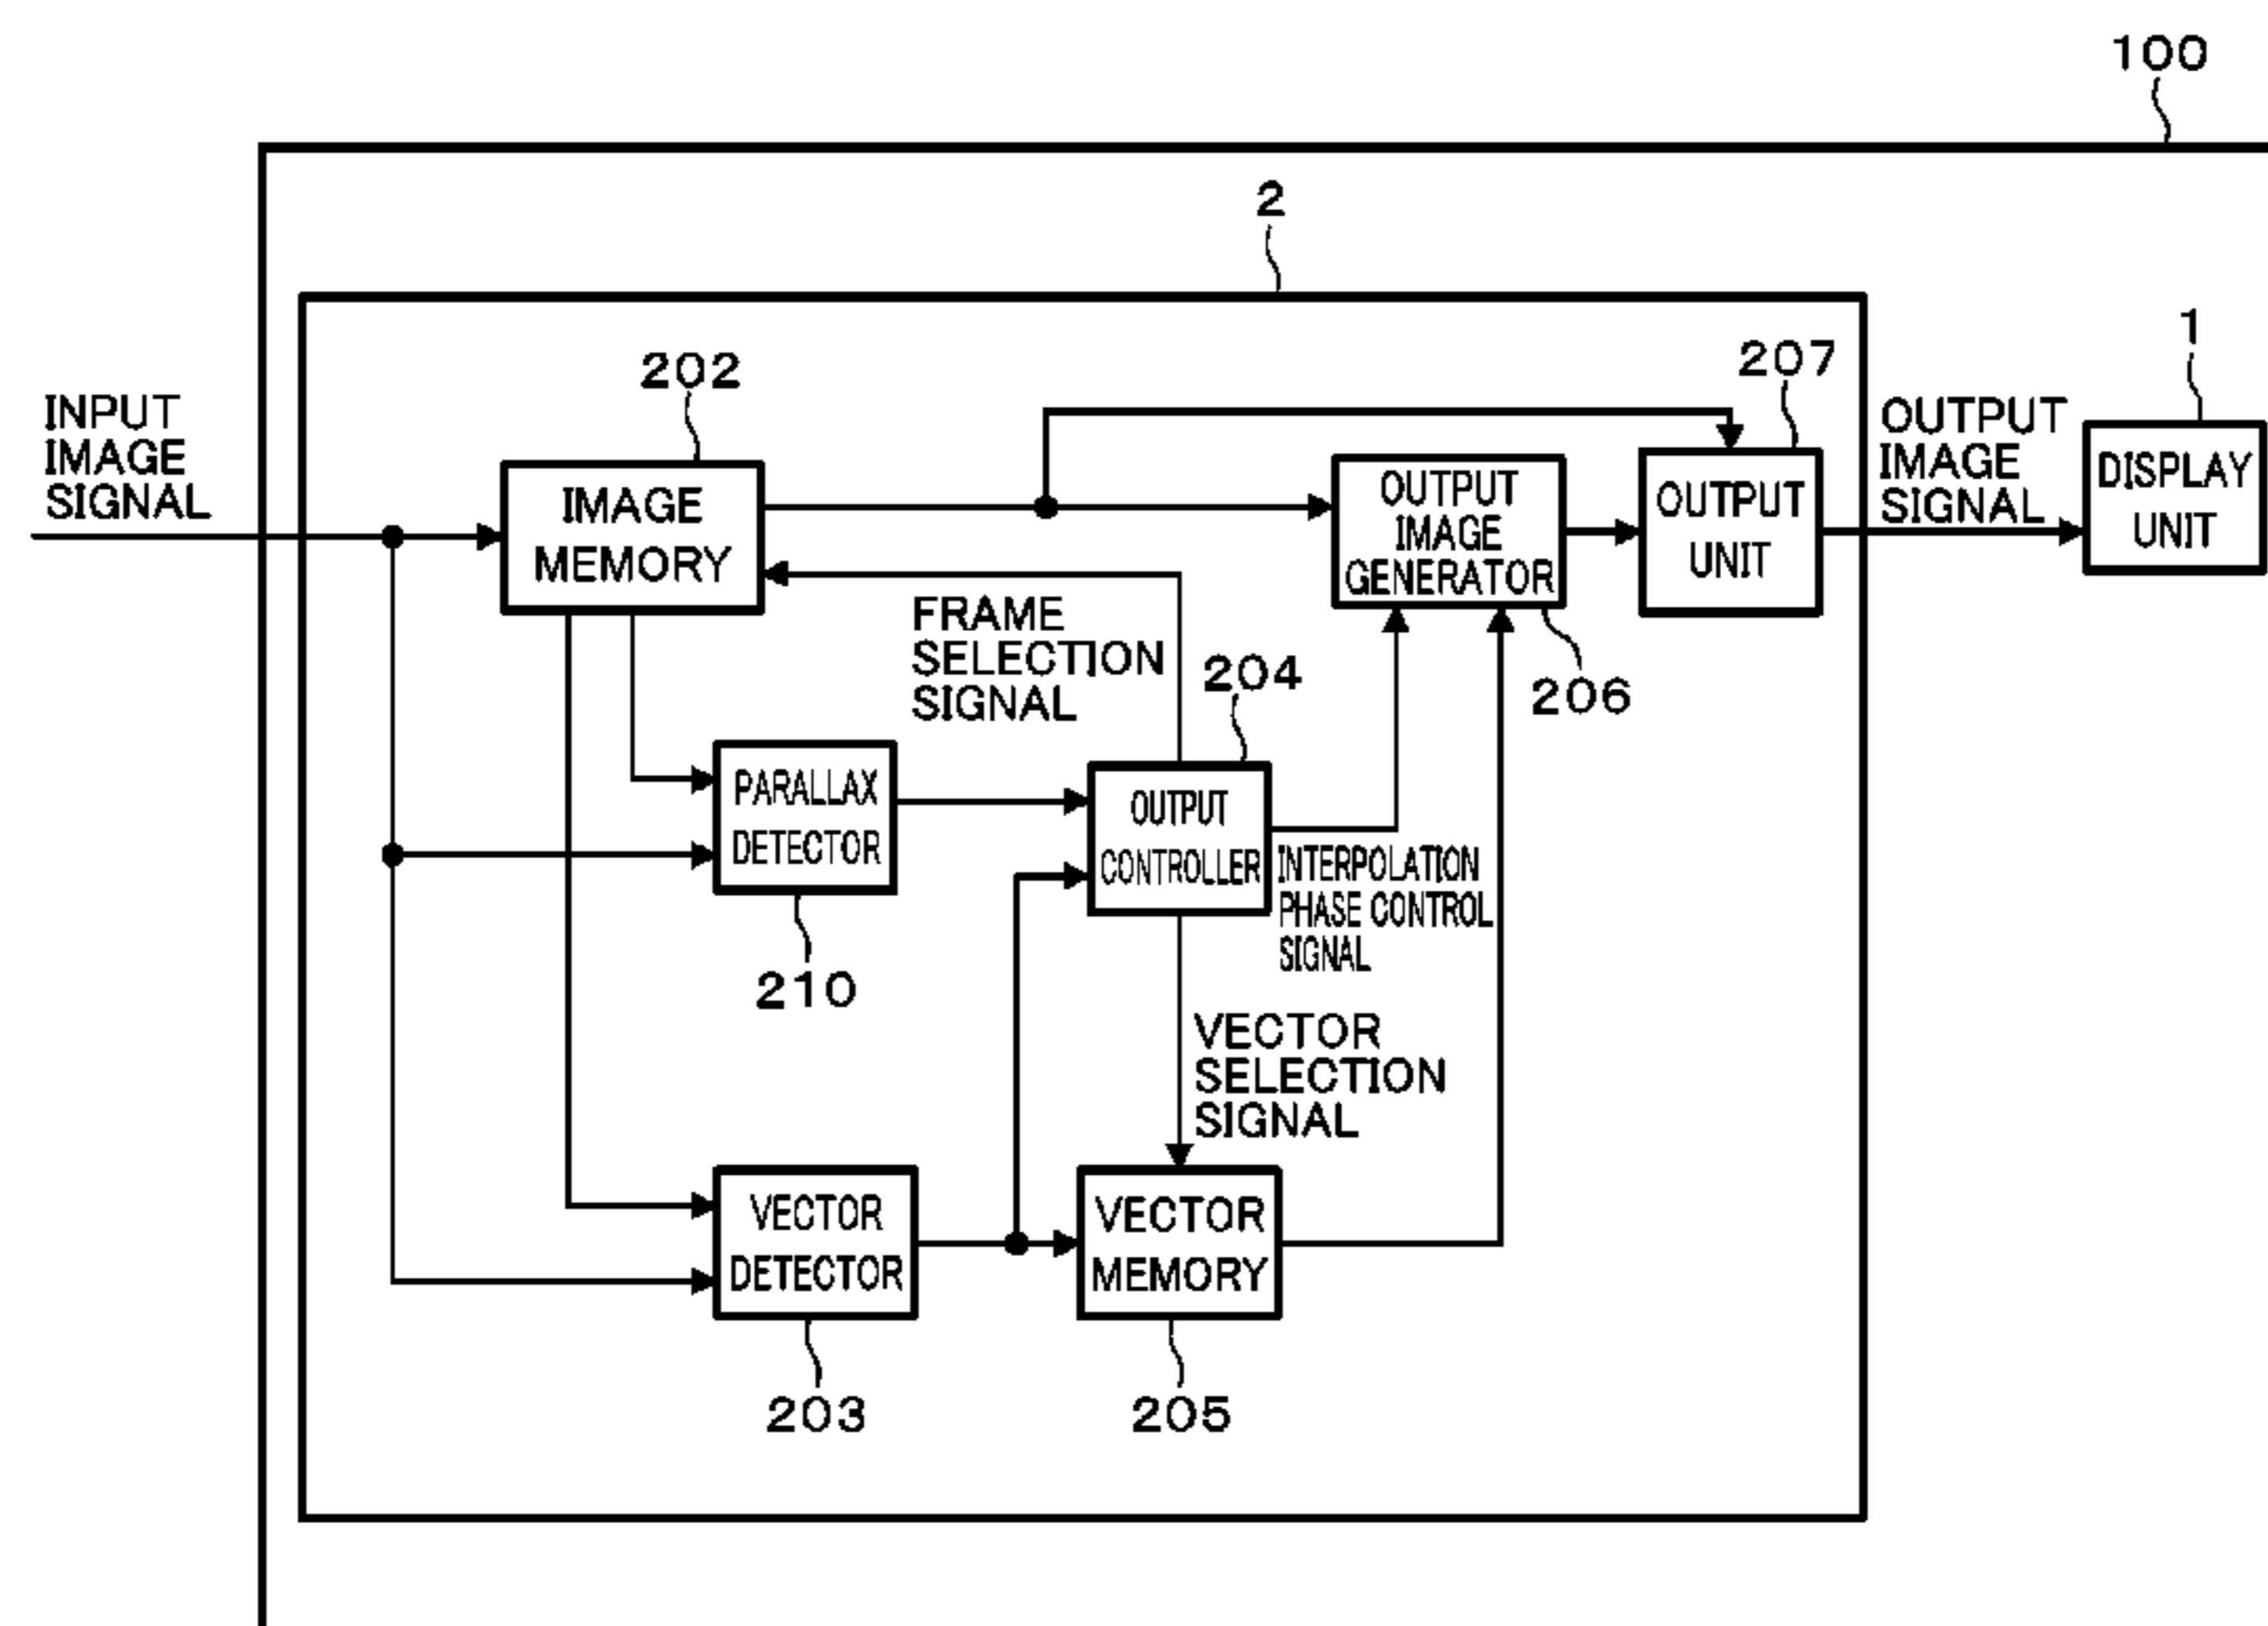 100
2
1
202
207
INPUT
IMAGE
SIGNAL
OUTPUT
IMAGE
SIGNAL
IMAGE
MEMORY
OUTPUT
IMAGE
GENERATOR
OUTPUT
UNIT
DISPLAY
UNIT
FRAME
SELECTION
SIGNAL
204
206
PARALLAX
DETECTOR
OUTPUT
CONTROLLER
INTERPOLATION
PHASE CONTROL
SIGNAL
210
VECTOR
SELECTION
SIGNAL
VECTOR
DETECTOR
VECTOR
MEMORY
203
205